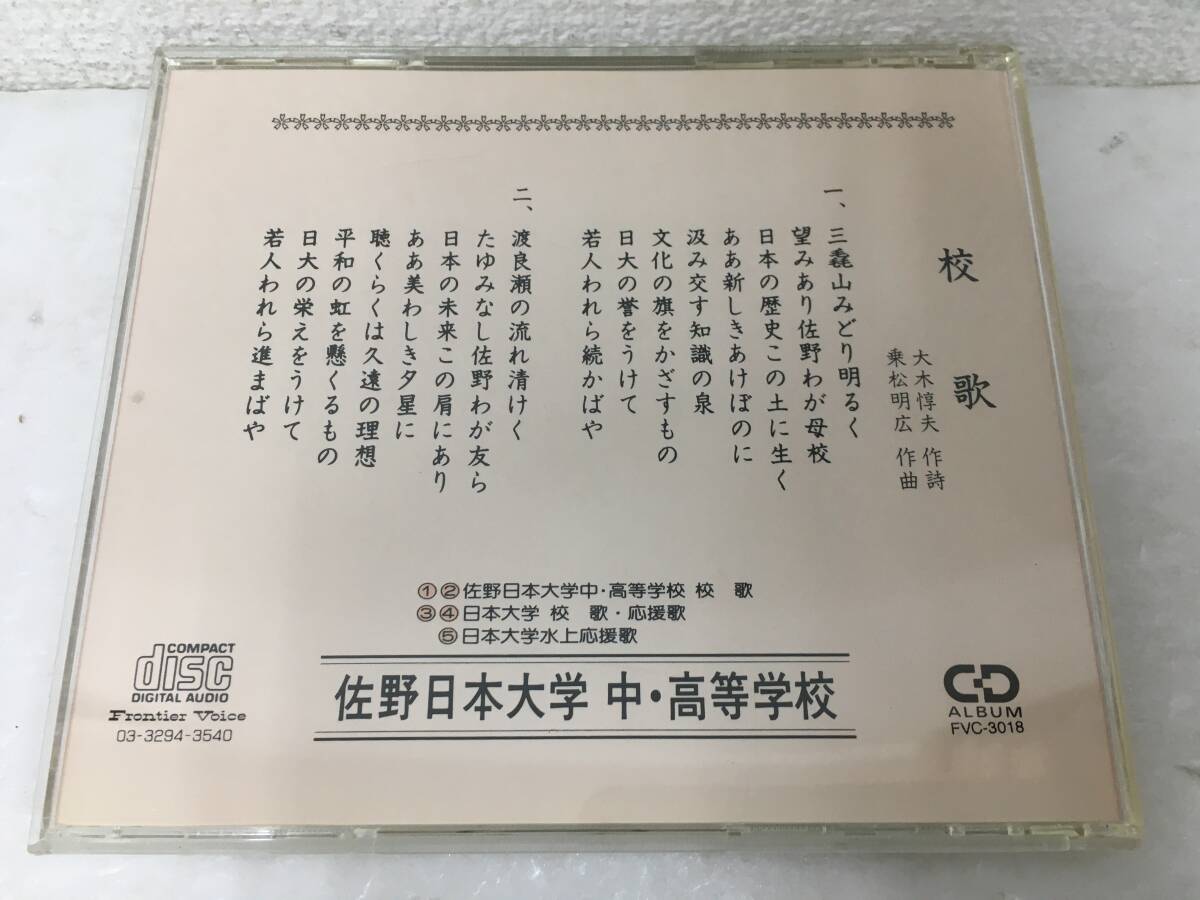 校　歌
大木惇夫 作詩
乗松明広 作曲
一、三毳山みどり明るく
望みあり佐野わが母校
日本の歴史この土に生く
ああ新しきあけぼのに
汲み交す知識の泉
文化の旗をかざすもの
日大の誉をうけて
若人われら続かばや
二、渡良瀬の流れ清けく
たゆみなし佐野わが友ら
日本の未来この肩にあり
ああ美わしき夕星に
聴くらくは久遠の理想
平和の虹を懸くるもの
日大の栄えをうけて
若人われら進まばや
①②佐野日本大学中・高等学校 校　歌
③④日本大学 校　歌・応援歌
⑤日本大学水上応援歌
佐野日本大学 中・高等学校
COMPACT
disc
DIGITAL AUDIO
Frontier Voice
03-3294-3540
CD
ALBUM
FVC-3018